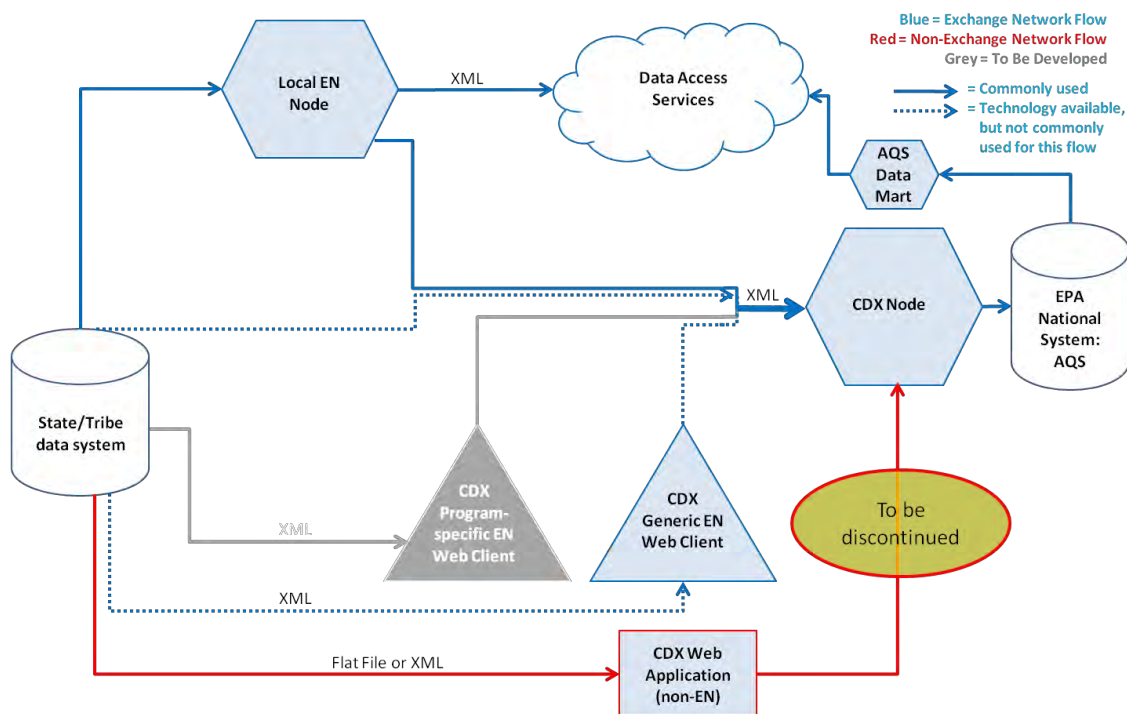 Blue = Exchange Network Flow
Red = Non-Exchange Network Flow
Grey = To Be Developed
= Commonly used
= Technology available,
but not commonly
used for this flow
Local EN
Node
XML
Data Access
Services
AQS
Data
Mart
XML
CDX Node
EPA
National
System:
AQS
State/Tribe
data system
XML
CDX
Program-
specific EN
Web Client
CDX
Generic EN
Web Client
To be
discontinued
XML
Flat File or XML
CDX Web
Application
(non-EN)